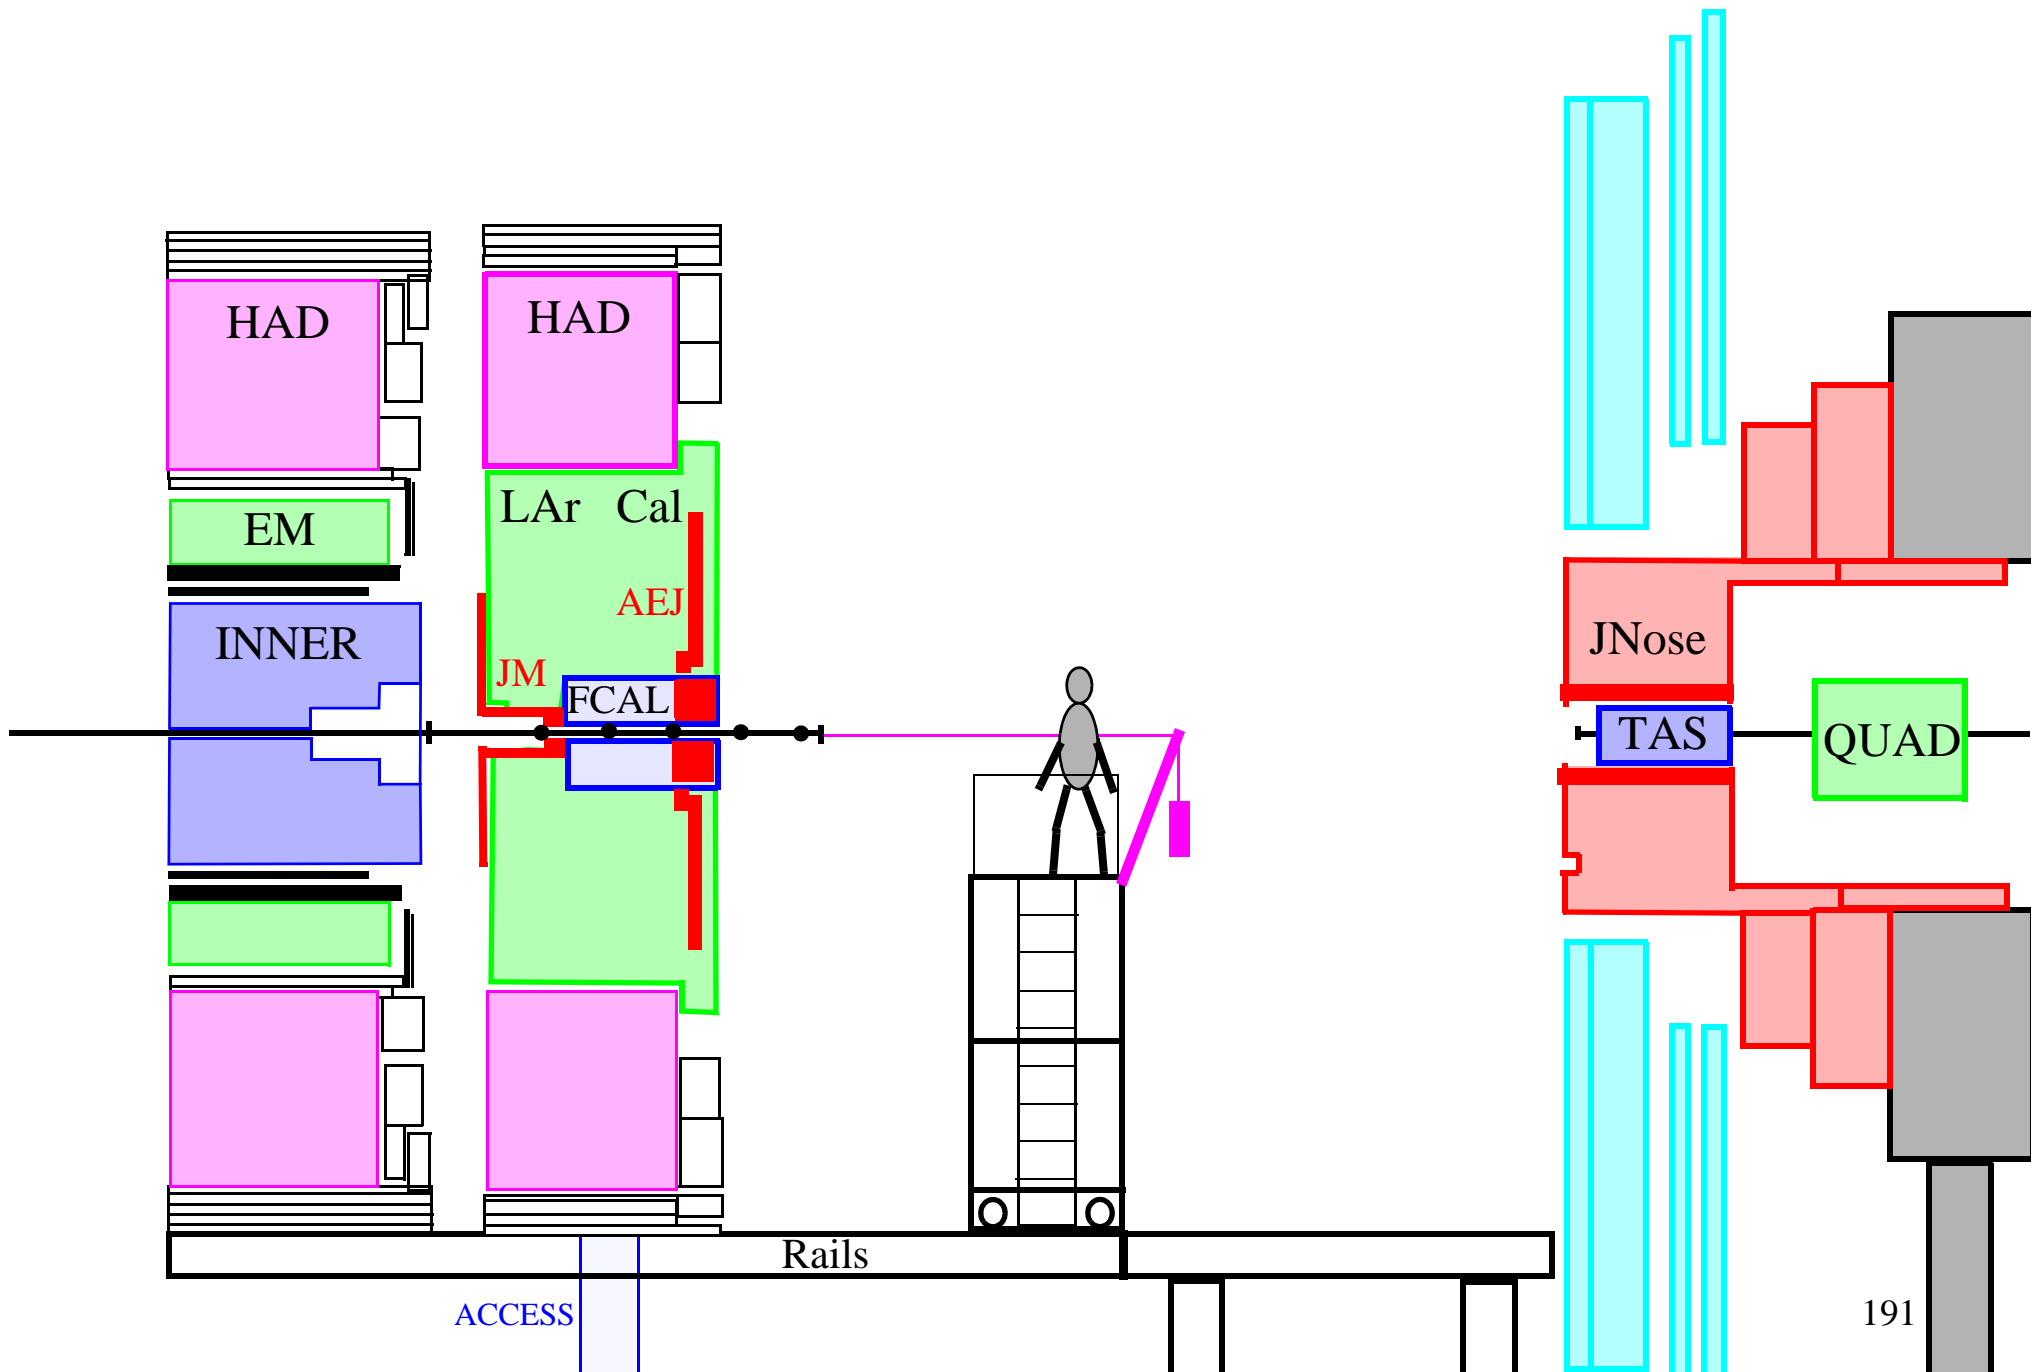 HAD
HAD
LAr Cal
EM
AEJ
INNER
JM
FCAL
JNose
TAS
QUAD
Rails
ACCESS
191